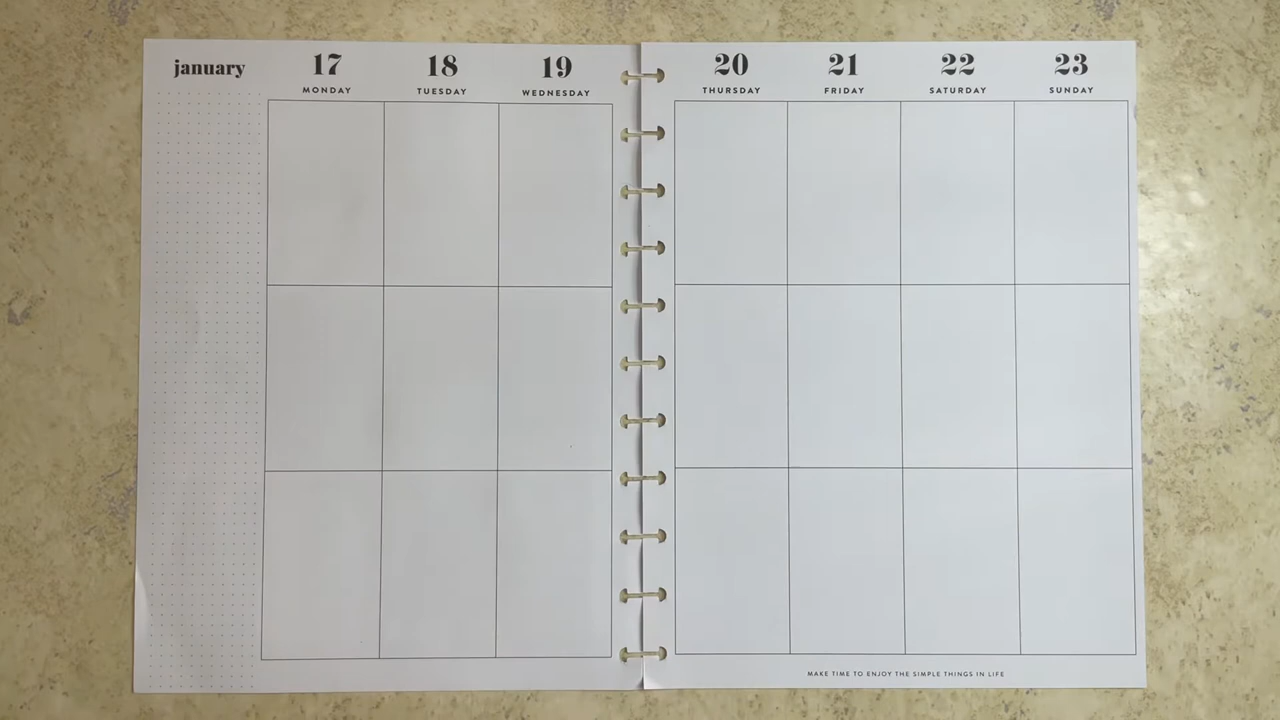 january
17 18 19 20 21 22 23
MONDAY TUESDAY WEDNESDAY THURSDAY FRIDAY SATURDAY SUNDAY
MAKE TIME TO ENJOY THE SIMPLE THINGS IN LIFE